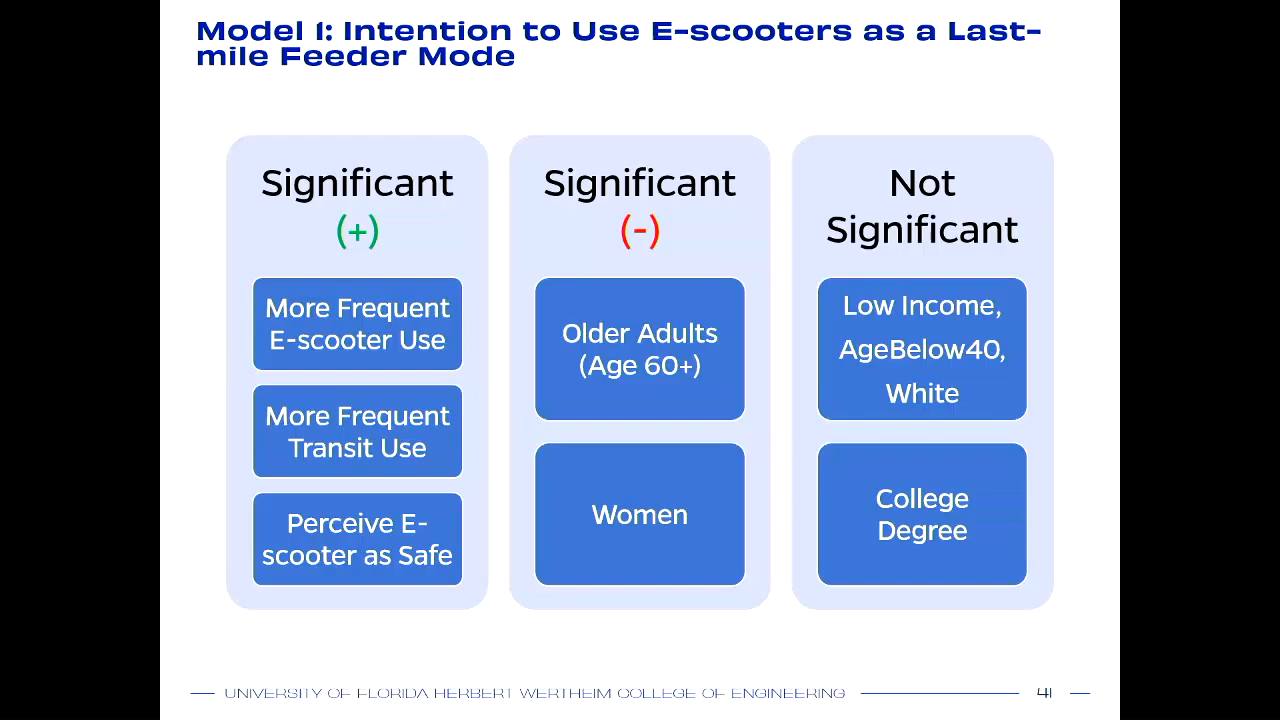 Model 1: Intention to Use E-scooters as a Last-
mile Feeder Mode
Significant
(+)
More Frequent
E-scooter Use
More Frequent
Transit Use
Perceive E-
scooter as Safe
Significant
(-)
Older Adults
(Age 60+)
Women
Not
Significant
Low Income,
AgeBelow40,
White
College
Degree
UNIVERSITY OF FLORIDA HERBERT WERTHEIM COLLEGE OF ENGINEERING
41